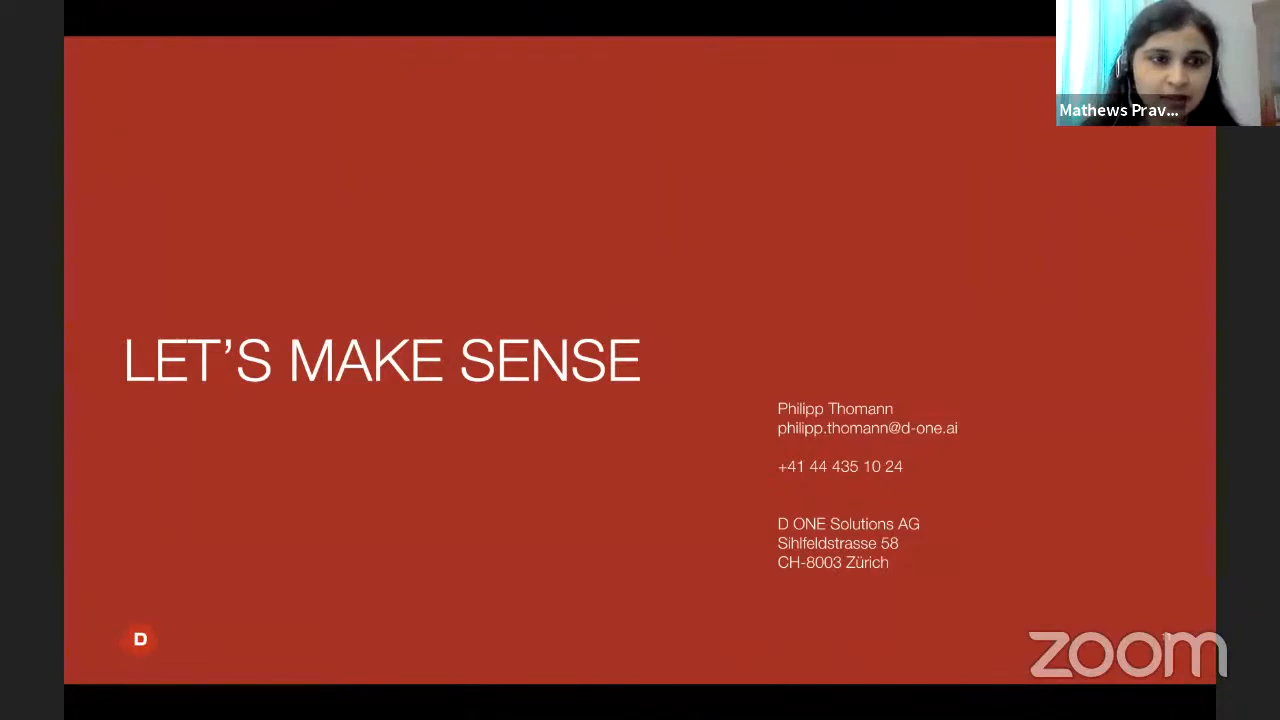 Mathews Prav...
LET'S MAKE SENSE
Philipp Thomann
philipp.thomann@d-one.ai
+41 44 435 10 24
D ONE Solutions AG
Sihlfeldstrasse 58
CH-8003 Zürich
D
zoom